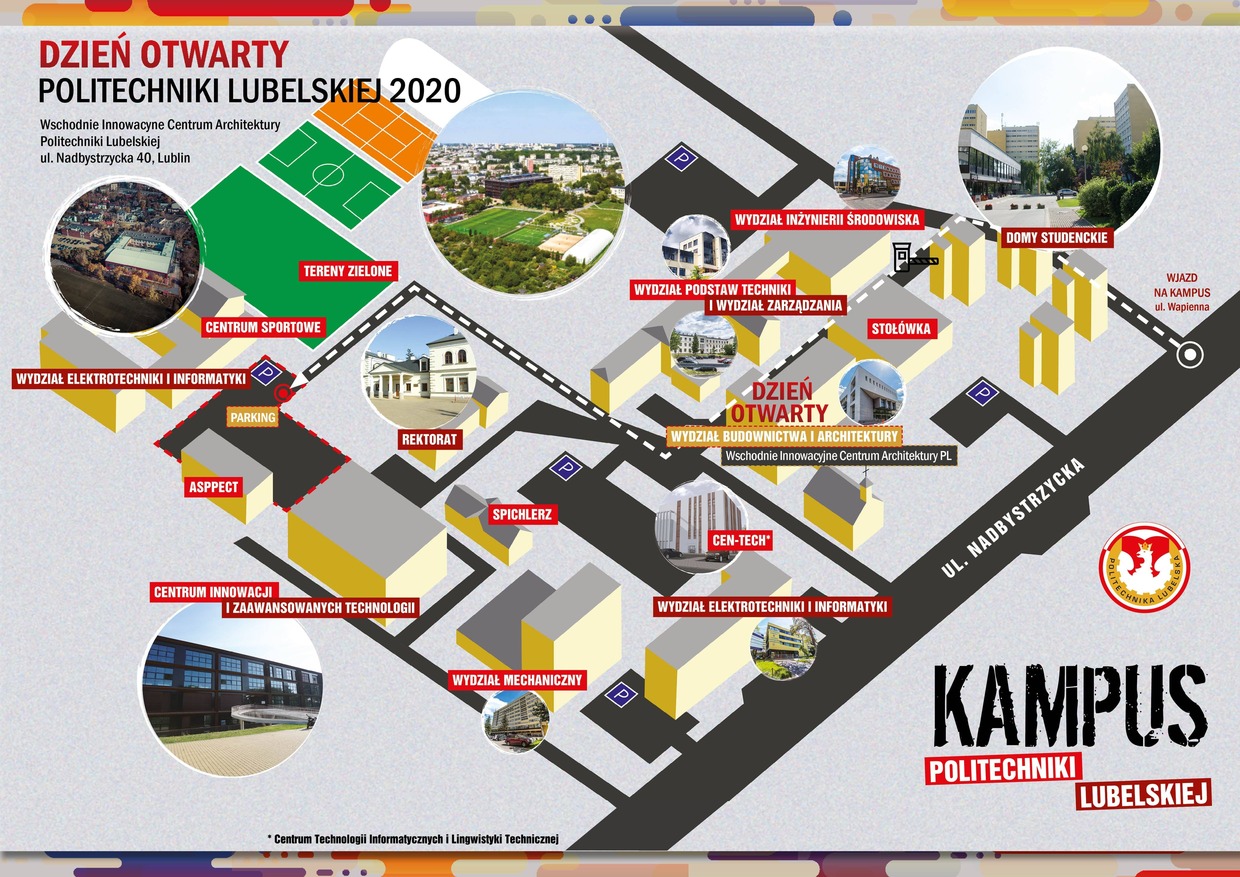 DZIEŃ OTWARTY
POLITECHNIKI LUBELSKIEJ 2020
Wschodnie Innowacyne Centrum Architektury
Politechniki Lubelskiej
ul. Nadbystrzycka 40, Lublin
P
WYDZIAŁ INŻYNIERII ŚRODOWISKA
DOMY STUDENCKIE
TERENY ZIELONE
WYDZIAŁ PODSTAW TECHNIKI
I WYDZIAŁ ZARZĄDZANIA
WJAZD
NA KAMPUS
ul. Wapienna
CENTRUM SPORTOWE
STOŁÓWKA
WYDZIAŁ ELEKTROTECHNIKI I INFORMATYKI
P
PARKING
DZIEŃ
OTWARTY
P
REKTORAT
WYDZIAŁ BUDOWNICTWA I ARCHITEKTURY
Wschodnie Innowacyjne Centrum Architektury PL
P
ASPPECT
SPICHLERZ
CEN-TECH*
UL. NADBYSTRZYCKA
POLITECHNIKA LUBELSKA
CENTRUM INNOWACJI
I ZAAWANSOWANYCH TECHNOLOGII
WYDZIAŁ ELEKTROTECHNIKI I INFORMATYKI
WYDZIAŁ MECHANICZNY
P
KAMPUS
POLITECHNIKI
LUBELSKIEJ
* Centrum Technologii Informatycznych i Lingwistyki Technicznej